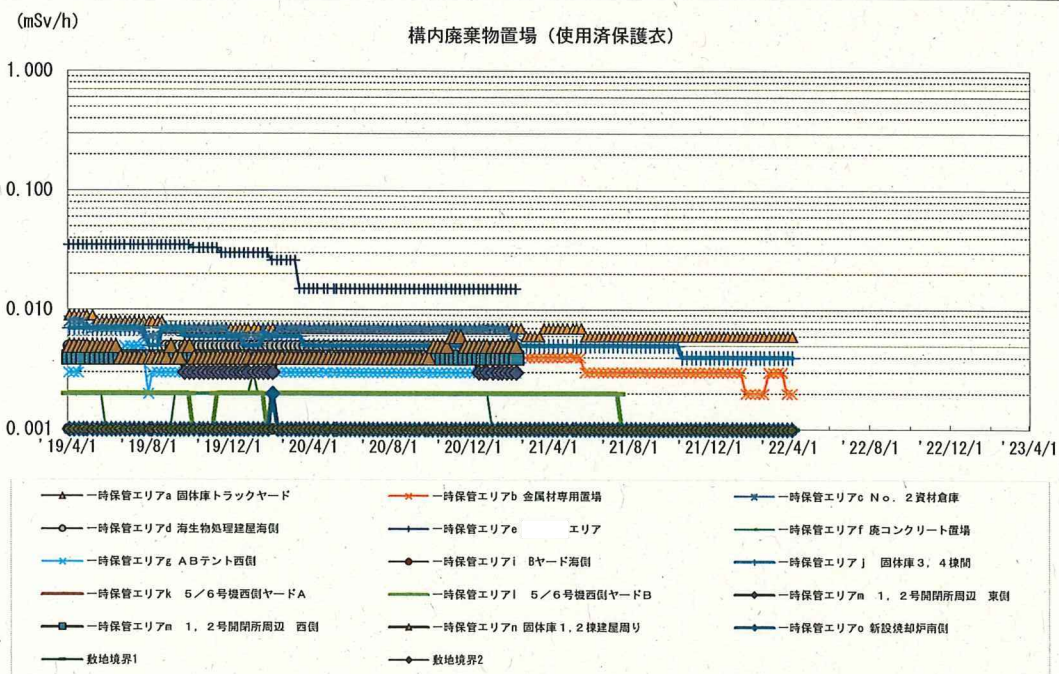 (mSv/h)
構内廃棄物置場（使用済保護衣）
1.000
0.100
0.010
0.001
'19/4/1 '19/8/1 '19/12/1 '20/4/1 '20/8/1 '20/12/1 '21/4/1 '21/8/1 '21/12/1 '22/4/1 '22/8/1 '22/12/1 '23/4/1
一時保管エリアa 固体庫トラックヤード 一時保管エリアb 金属材専用置場 一時保管エリアc No．2資材倉庫
一時保管エリアd 海生物処理建屋海側 一時保管エリアe エリア 一時保管エリアf 廃コンクリート置場
一時保管エリアg ABテント西側 一時保管エリアi Bヤード海側 一時保管エリアj 固体庫3，4棟間
一時保管エリアk 5／6号機西側ヤードA 一時保管エリアl 5／6号機西側ヤードB 一時保管エリアm 1，2号開閉所周辺 東側
一時保管エリアm 1，2号開閉所周辺 西側 一時保管エリアn 固体庫1,2棟建屋周り 一時保管エリアo 新設焼却炉南側
敷地境界1 敷地境界2